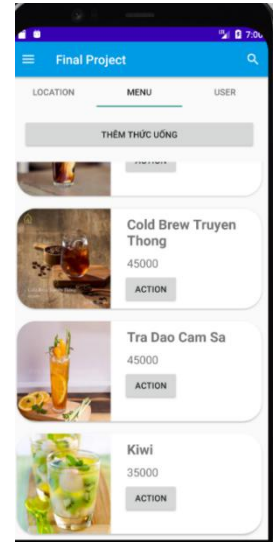 7:00
Final Project
LOCATION
MENU
USER
THÊM THỨC UỐNG
ACTION
Cold Brew Truyen
Thong
45000
ACTION
Tra Dao Cam Sa
45000
ACTION
Kiwi
35000
ACTION